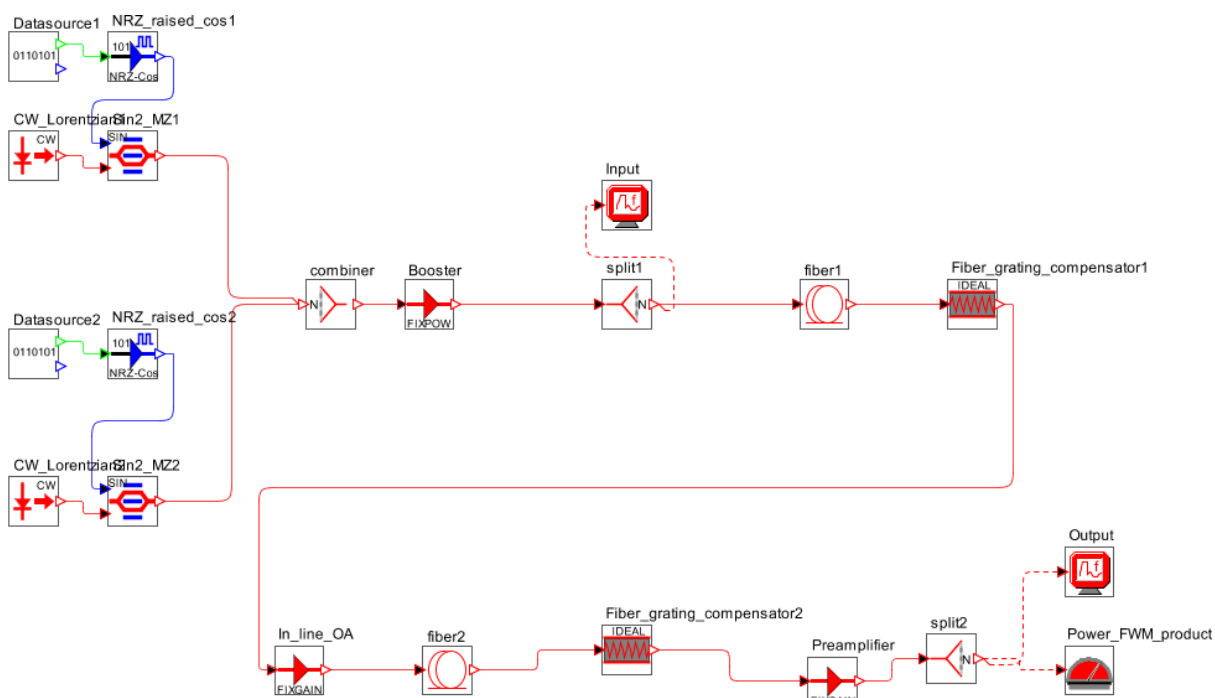 Datasource1
NRZ_raised_cos1
0110101
101
NRZ-Cos
CW_Lorentzian1
Sin2_MZ1
CW
SIN
Input
combiner
Booster
split1
fiber1
Fiber_grating_compensator1
N
FIXPOW
N
IDEAL
Datasource2
NRZ_raised_cos2
0110101
101
NRZ-Cos
CW_Lorentzian2
Sin2_MZ2
CW
SIN
Output
In_line_OA
fiber2
Fiber_grating_compensator2
IDEAL
Preamplifier
split2
Power_FWM_product
N
FIXGAIN
FIXGAIN